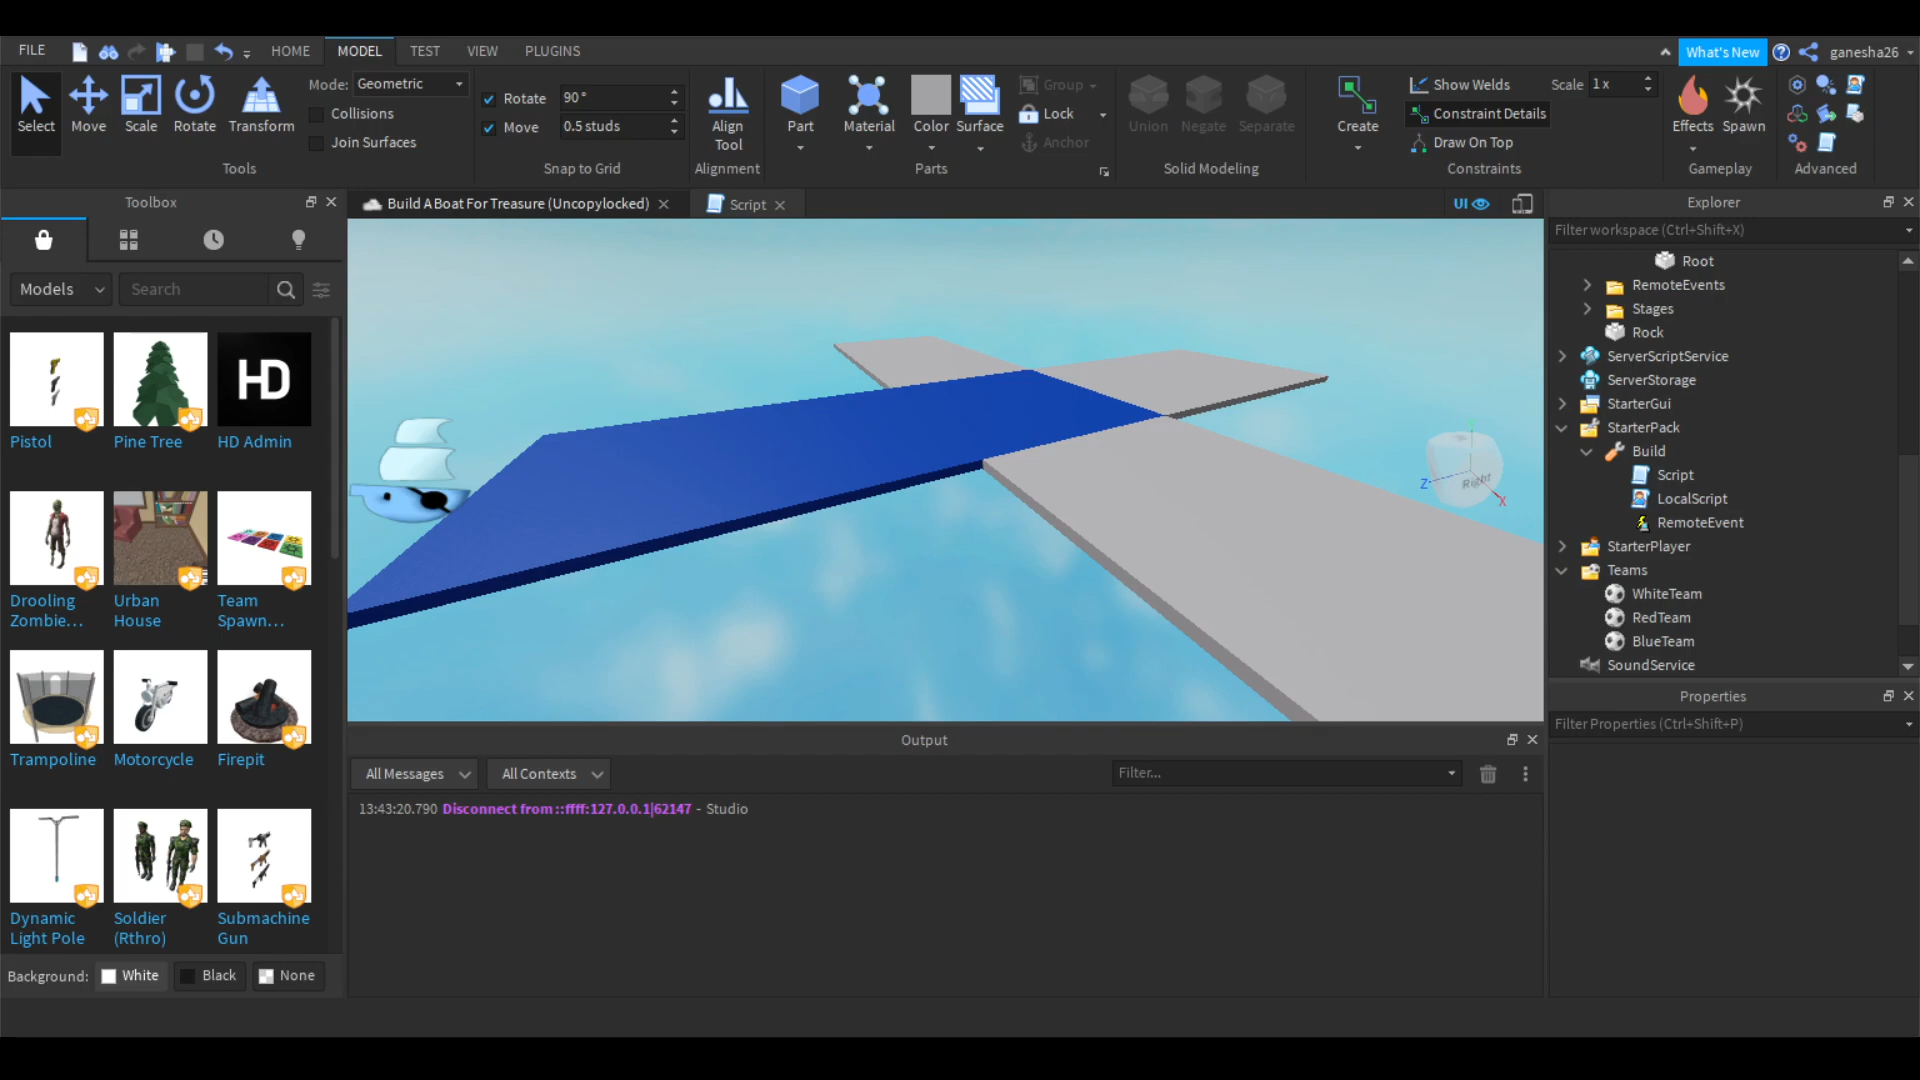 FILE HOME MODEL TEST VIEW PLUGINS What's New ganesha26
Select Move Scale Rotate Transform
Mode: Geometric
Collisions
Join Surfaces
Tools
Rotate 90°
Move 0.5 studs
Snap to Grid
Align
Tool
Alignment
Part Material Color Surface
Group
Lock
Anchor
Parts
Union Negate Separate
Solid Modeling
Create
Show Welds Scale 1 x
Constraint Details
Draw On Top
Constraints
Effects Spawn
Gameplay
Advanced
Toolbox
Models Search
HD
Pistol Pine Tree HD Admin
Drooling
Zombie...
Urban
House
Team
Spawn...
Trampoline Motorcycle Firepit
Dynamic
Light Pole
Soldier
(Rthro)
Submachine
Gun
Background: White Black None
Build A Boat For Treasure (Uncopylocked) Script
UI
Z Right X
Output
All Messages All Contexts Filter...
13:43:20.790 Disconnect from ::ffff:127.0.0.1|62147 - Studio
Explorer
Filter workspace (Ctrl+Shift+X)
Root
RemoteEvents
Stages
Rock
ServerScriptService
ServerStorage
StarterGui
StarterPack
Build
Script
LocalScript
RemoteEvent
StarterPlayer
Teams
WhiteTeam
RedTeam
BlueTeam
SoundService
Properties
Filter Properties (Ctrl+Shift+P)